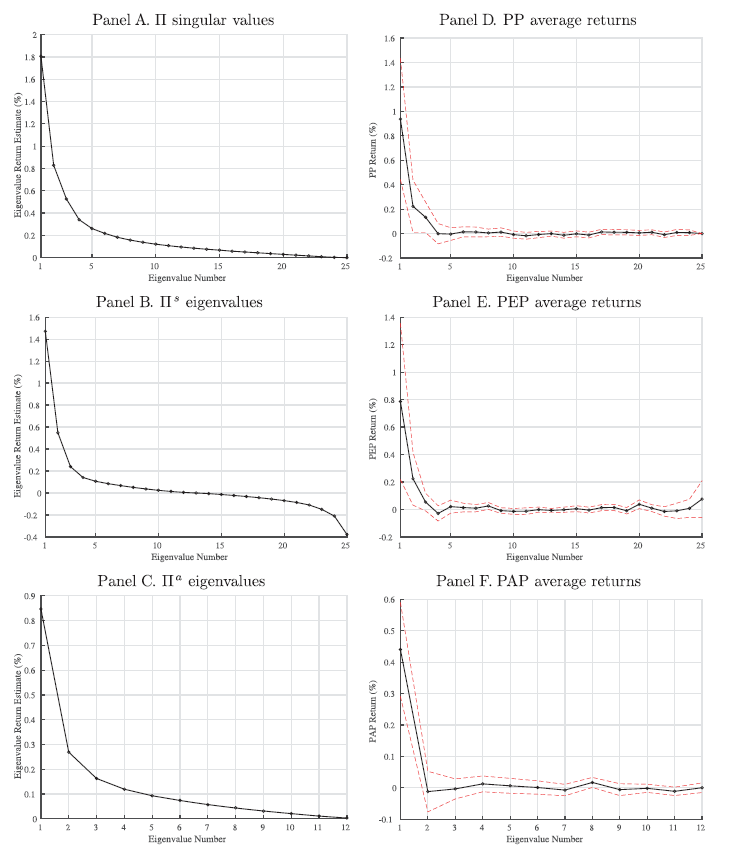 Panel A. Π singular values
2
1.8
1.6
1.4
1.2
1
0.8
0.6
0.4
0.2
0
Eigenvalue Return Estimate (%)
1 5 10 15 20 25
Eigenvalue Number
Panel D. PP average returns
1.6
1.4
1.2
1
0.8
0.6
0.4
0.2
0
-0.2
PP Return (%)
1 5 10 15 20 25
Eigenvalue Number
Panel B. Π s eigenvalues
1.6
1.4
1.2
1
0.8
0.6
0.4
0.2
0
-0.2
-0.4
Eigenvalue Return Estimate (%)
1 5 10 15 20 25
Eigenvalue Number
Panel E. PEP average returns
1.4
1.2
1
0.8
0.6
0.4
0.2
0
-0.2
PEP Return (%)
1 5 10 15 20 25
Eigenvalue Number
Panel C. Π a eigenvalues
0.9
0.8
0.7
0.6
0.5
0.4
0.3
0.2
0.1
0
Eigenvalue Return Estimate (%)
1 2 3 4 5 6 7 8 9 10 11 12
Eigenvalue Number
Panel F. PAP average returns
0.6
0.5
0.4
0.3
0.2
0.1
0
-0.1
PAP Return (%)
1 2 3 4 5 6 7 8 9 10 11 12
Eigenvalue Number